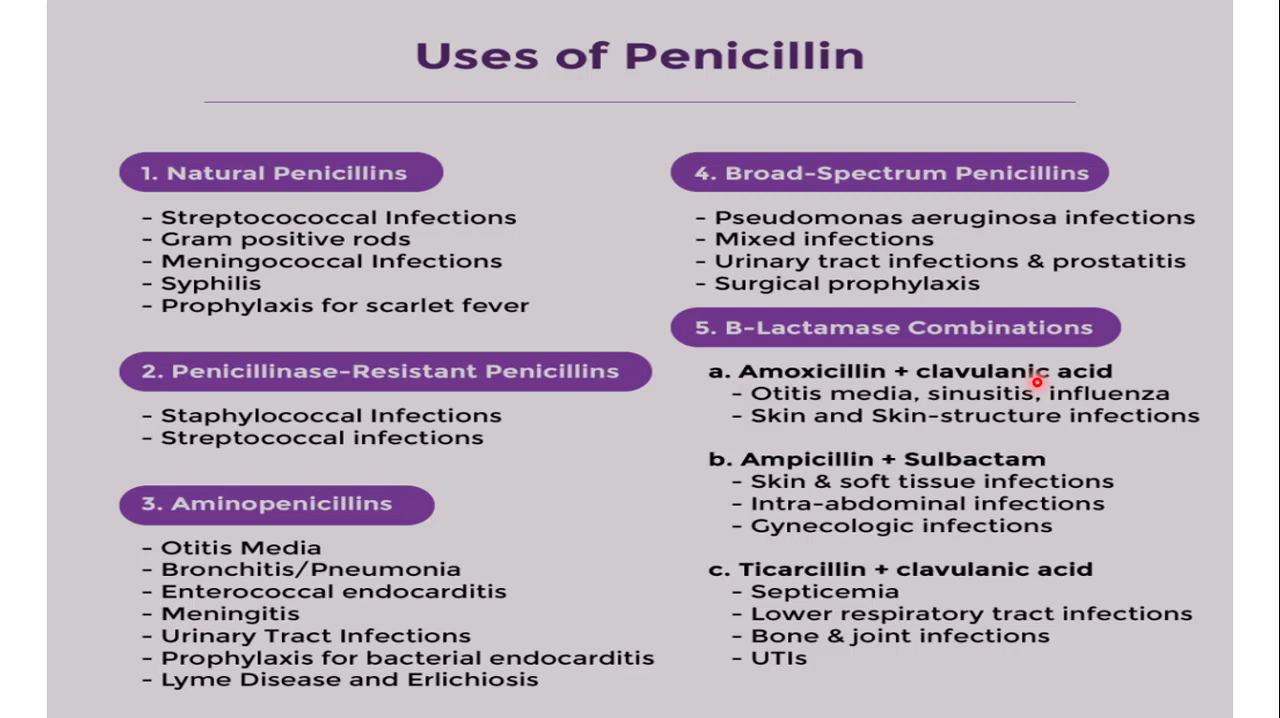 Uses of Penicillin
1. Natural Penicillins
- Streptocococcal Infections
- Gram positive rods
- Meningococcal Infections
- Syphilis
- Prophylaxis for scarlet fever
2. Penicillinase-Resistant Penicillins
- Staphylococcal Infections
- Streptococcal infections
3. Aminopenicillins
- Otitis Media
- Bronchitis/Pneumonia
- Enterococcal endocarditis
- Meningitis
- Urinary Tract Infections
- Prophylaxis for bacterial endocarditis
- Lyme Disease and Erlichiosis
4. Broad-Spectrum Penicillins
- Pseudomonas aeruginosa infections
- Mixed infections
- Urinary tract infections & prostatitis
- Surgical prophylaxis
5. B-Lactamase Combinations
a. Amoxicillin + clavulanic acid
- Otitis media, sinusitis, influenza
- Skin and Skin-structure infections
b. Ampicillin + Sulbactam
- Skin & soft tissue infections
- Intra-abdominal infections
- Gynecologic infections
c. Ticarcillin + clavulanic acid
- Septicemia
- Lower respiratory tract infections
- Bone & joint infections
- UTIs